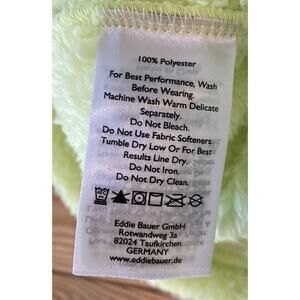 100% Polyester
For Best Performance, Wash
Before Wearing.
Machine Wash Warm Delicate
Separately.
Do Not Bleach.
Do Not Use Fabric Softeners.
Tumble Dry Low Or For Best
Results Line Dry.
Do Not Iron.
Do Not Dry Clean.
Eddie Bauer GmbH
Rotwandweg 3a
82024 Taufkirchen
GERMANY
www.eddiebauer.de